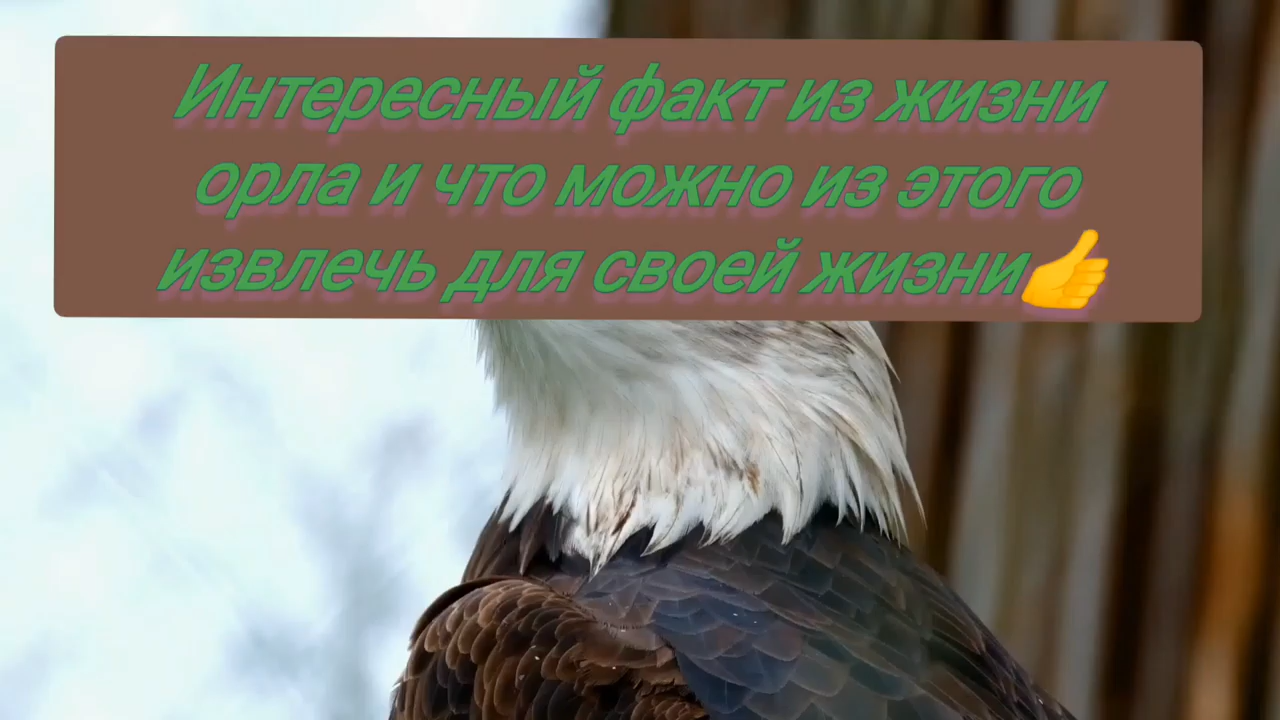 Интересный факт из жизни
орла и что можно из этого
извлечь для своей жизни👍